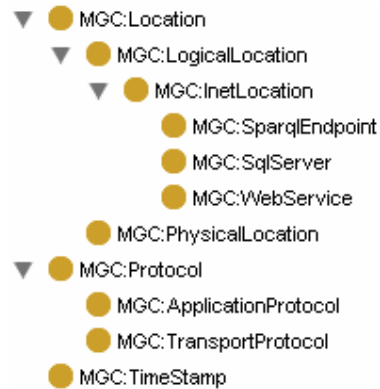 MGC:Location
MGC:LogicalLocation
MGC:InetLocation
MGC:SparqlEndpoint
MGC:SqlServer
MGC:WebService
MGC:PhysicalLocation
MGC:Protocol
MGC:ApplicationProtocol
MGC:TransportProtocol
MGC:TimeStamp